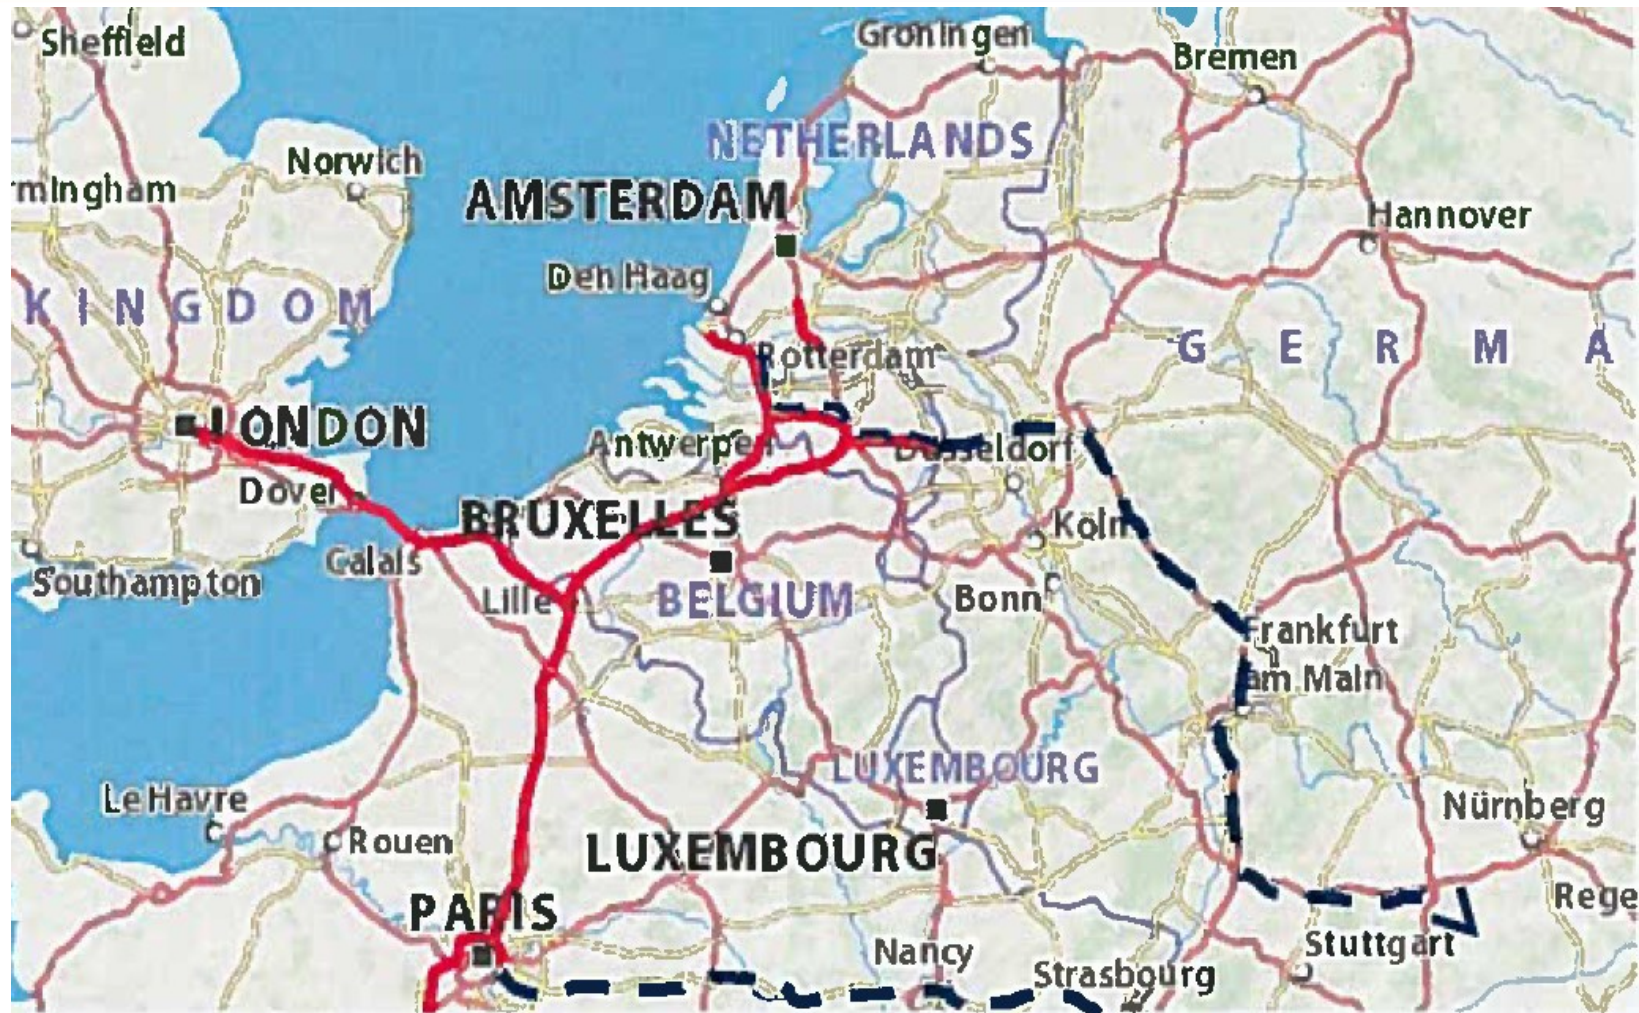 Sheffield
Groningen
Bremen
NETHERLANDS
Norwich
rmingham
AMSTERDAM
Hannover
Den Haag
KINGDOM
GERMA
Rotterdam
LONDON
Antwerpen
Düsseldorf
Dover
BRUXELLES
Köln
Calais
Southampton
Lille
BELGIUM
Bonn
Frankfurt
am Main
LUXEMBOURG
Le Havre
Nürnberg
Rouen
LUXEMBOURG
Rege
PARIS
Stuttgart
Nancy
Strasbourg